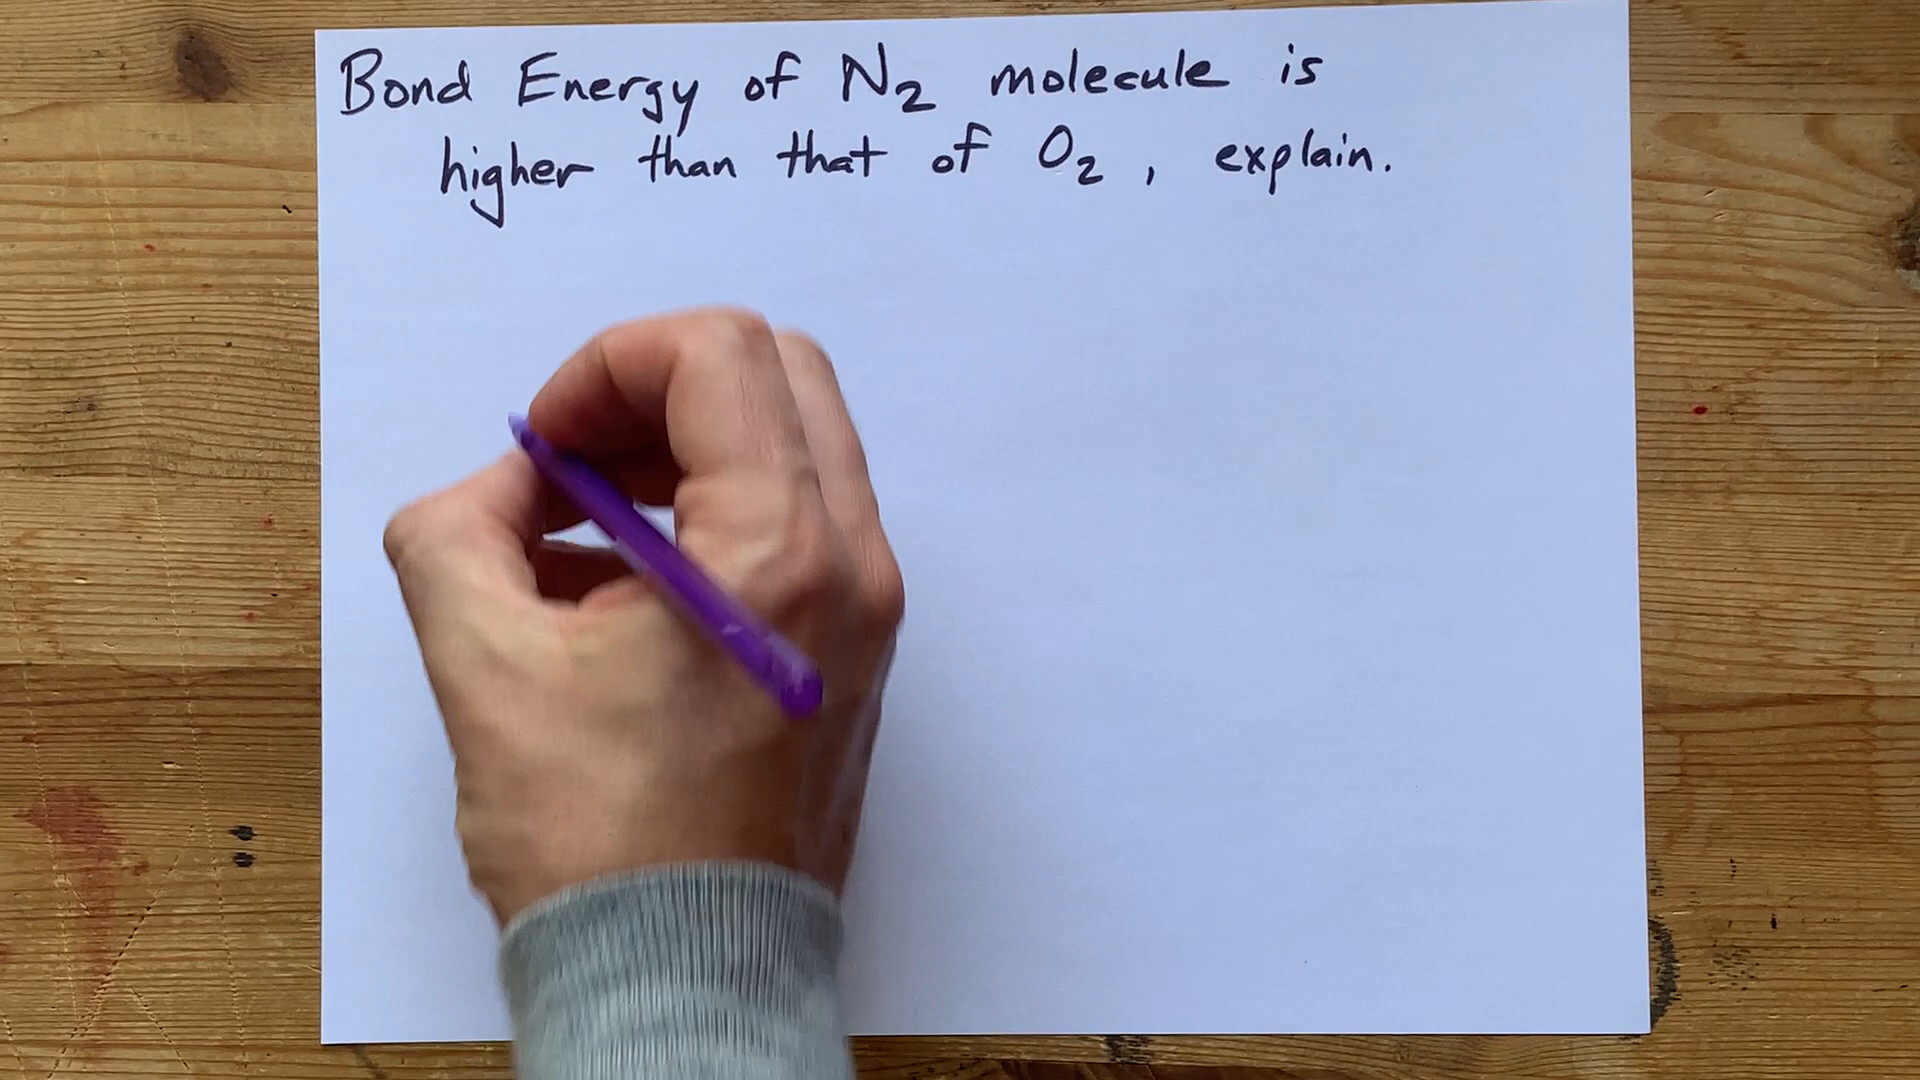 Bond Energy of N₂ molecule is
higher than that of O₂, explain.